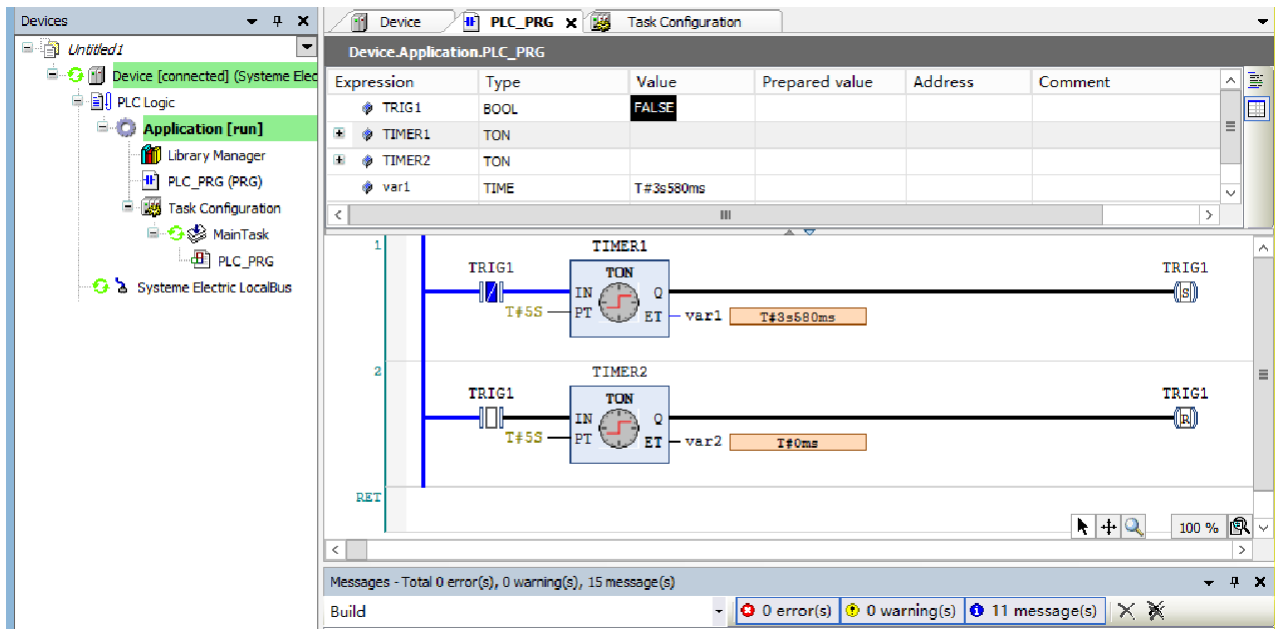 Devices
Untitled1
Device [connected] (Systeme Elec
PLC Logic
Application [run]
Library Manager
PLC_PRG (PRG)
Task Configuration
MainTask
PLC_PRG
Systeme Electric LocalBus
Device PLC_PRG Task Configuration
Device.Application.PLC_PRG
Expression Type Value Prepared value Address Comment
TRIG1 BOOL FALSE
TIMER1 TON
TIMER2 TON
var1 TIME T#3s580ms
1
TIMER1
TRIG1 TON TRIG1
IN Q S
T#5S PT ET var1 T#3s580ms
2
TIMER2
TRIG1 TON TRIG1
IN Q R
T#5S PT ET var2 T#0ms
RET
100 %
Messages - Total 0 error(s), 0 warning(s), 15 message(s)
Build 0 error(s) 0 warning(s) 11 message(s)